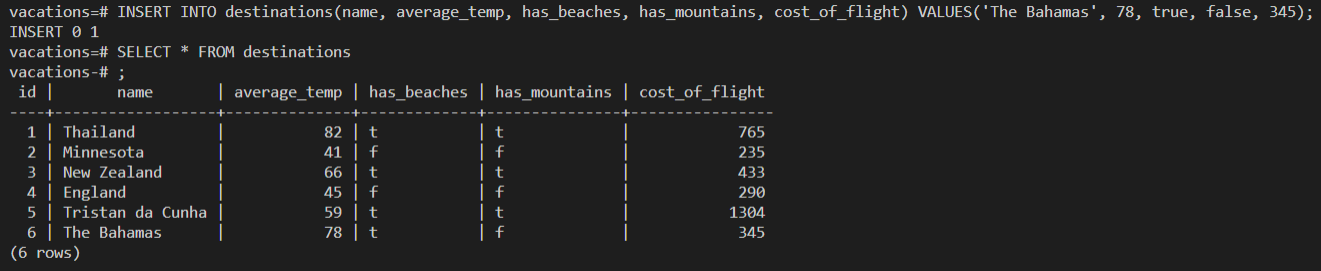 vacations=# INSERT INTO destinations(name, average_temp, has_beaches, has_mountains, cost_of_flight) VALUES('The Bahamas', 78, true, false, 345);
INSERT 0 1
vacations=# SELECT * FROM destinations
vacations-# ;
 id |       name       | average_temp | has_beaches | has_mountains | cost_of_flight
----+------------------+--------------+-------------+---------------+----------------
  1 | Thailand         |           82 | t           | t             |            765
  2 | Minnesota        |           41 | f           | f             |            235
  3 | New Zealand      |           66 | t           | t             |            433
  4 | England          |           45 | f           | f             |            290
  5 | Tristan da Cunha |           59 | t           | t             |           1304
  6 | The Bahamas      |           78 | t           | f             |            345
(6 rows)